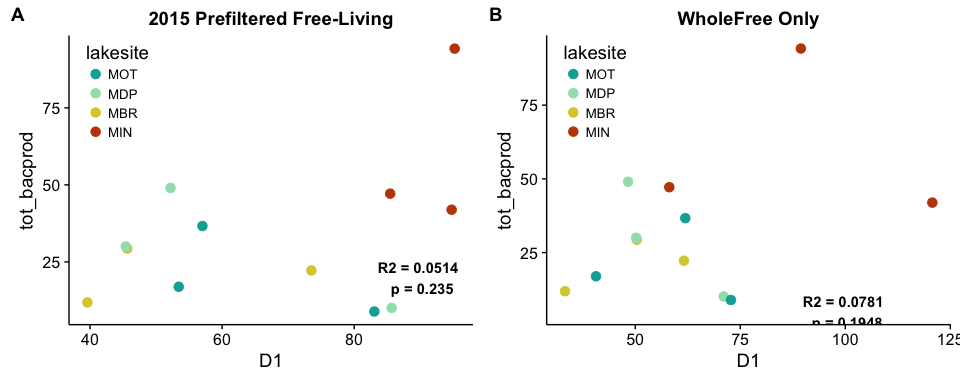 A
2015 Prefiltered Free-Living
lakesite
MOT
MDP
MBR
MIN
75
50
25
tot_bacprod
R2 = 0.0514
p = 0.235
40
60
80
D1
B
WholeFree Only
lakesite
MOT
MDP
MBR
MIN
75
50
25
tot_bacprod
R2 = 0.0781
p = 0.1948
50
75
100
125
D1